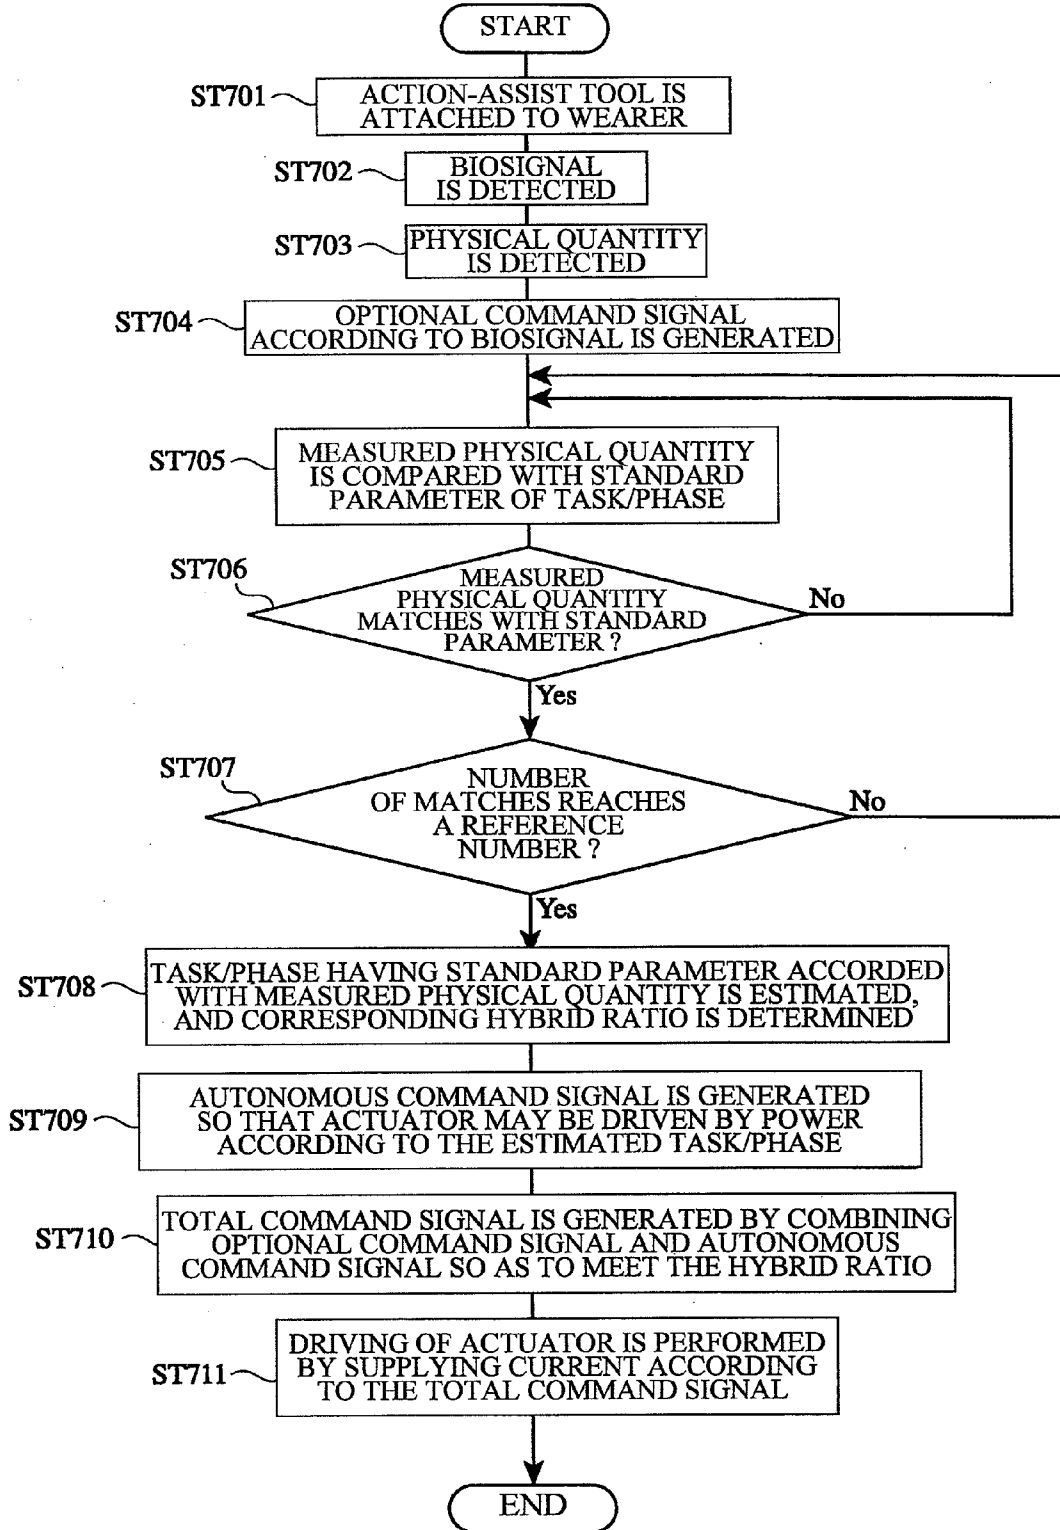 START
ST701
ACTION-ASSIST TOOL IS
ATTACHED TO WEARER
ST702
BIOSIGNAL
IS DETECTED
ST703
PHYSICAL QUANTITY
IS DETECTED
ST704
OPTIONAL COMMAND SIGNAL
ACCORDING TO BIOSIGNAL IS GENERATED
ST705
MEASURED PHYSICAL QUANTITY
IS COMPARED WITH STANDARD
PARAMETER OF TASK/PHASE
ST706
MEASURED
PHYSICAL QUANTITY
MATCHES WITH STANDARD
PARAMETER ?
No
Yes
ST707
NUMBER
OF MATCHES REACHES
A REFERENCE
NUMBER ?
No
Yes
ST708
TASK/PHASE HAVING STANDARD PARAMETER ACCORDED
WITH MEASURED PHYSICAL QUANTITY IS ESTIMATED,
AND CORRESPONDING HYBRID RATIO IS DETERMINED
ST709
AUTONOMOUS COMMAND SIGNAL IS GENERATED
SO THAT ACTUATOR MAY BE DRIVEN BY POWER
ACCORDING TO THE ESTIMATED TASK/PHASE
ST710
TOTAL COMMAND SIGNAL IS GENERATED BY COMBINING
OPTIONAL COMMAND SIGNAL AND AUTONOMOUS
COMMAND SIGNAL SO AS TO MEET THE HYBRID RATIO
ST711
DRIVING OF ACTUATOR IS PERFORMED
BY SUPPLYING CURRENT ACCORDING
TO THE TOTAL COMMAND SIGNAL
END